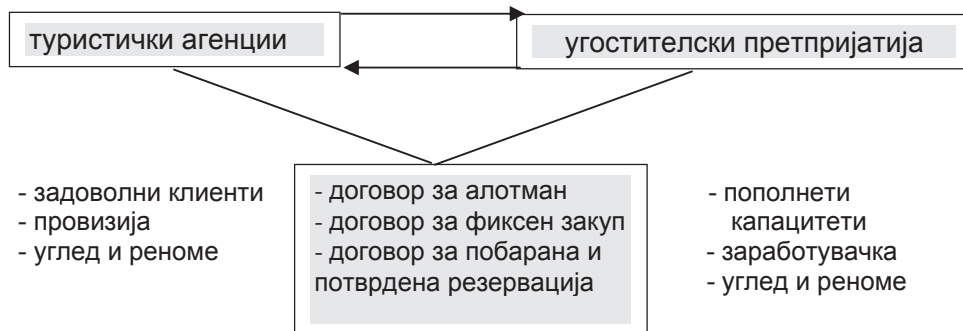 туристички агенции
угостителски претпријатија
- задоволни клиенти
- провизија
- углед и реноме
- договор за алотман
- договор за фиксен закуп
- договор за побарана и
потврдена резервација
- пополнети
капацитети
- заработувачка
- углед и реноме